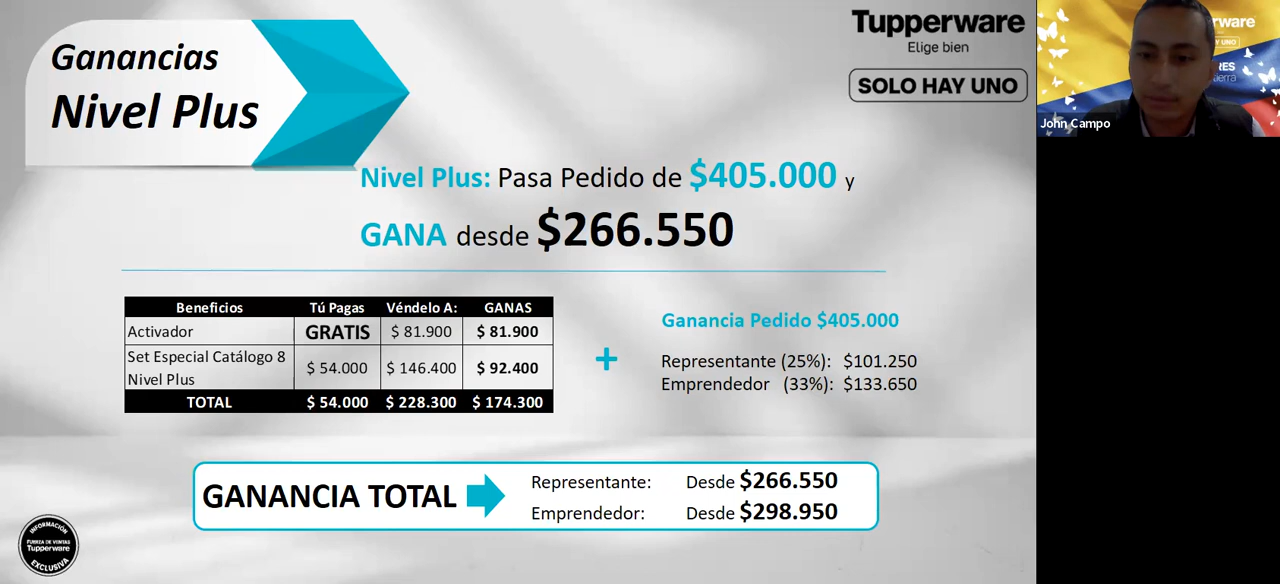 Ganancias
Nivel Plus
Tupperware
Elige bien
SOLO HAY UNO
John Campo
Nivel Plus: Pasa Pedido de $405.000 y
GANA desde $266.550
Beneficios Tú Pagas Véndelo A: GANAS
Activador GRATIS $ 81.900 $ 81.900
Set Especial Catálogo 8
Nivel Plus $ 54.000 $ 146.400 $ 92.400
TOTAL $ 54.000 $ 228.300 $ 174.300
+
Ganancia Pedido $405.000
Representante (25%): $101.250
Emprendedor (33%): $133.650
GANANCIA TOTAL
Representante: Desde $266.550
Emprendedor: Desde $298.950
INFORMACIÓN
FUERZA DE VENTAS
Tupperware
EXCLUSIVA